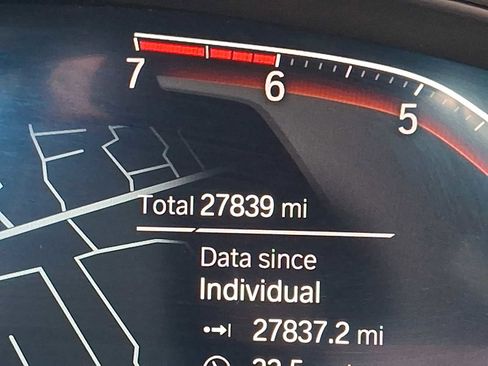 7 6 5
Total 27839 mi
Data since
Individual
27837.2 mi